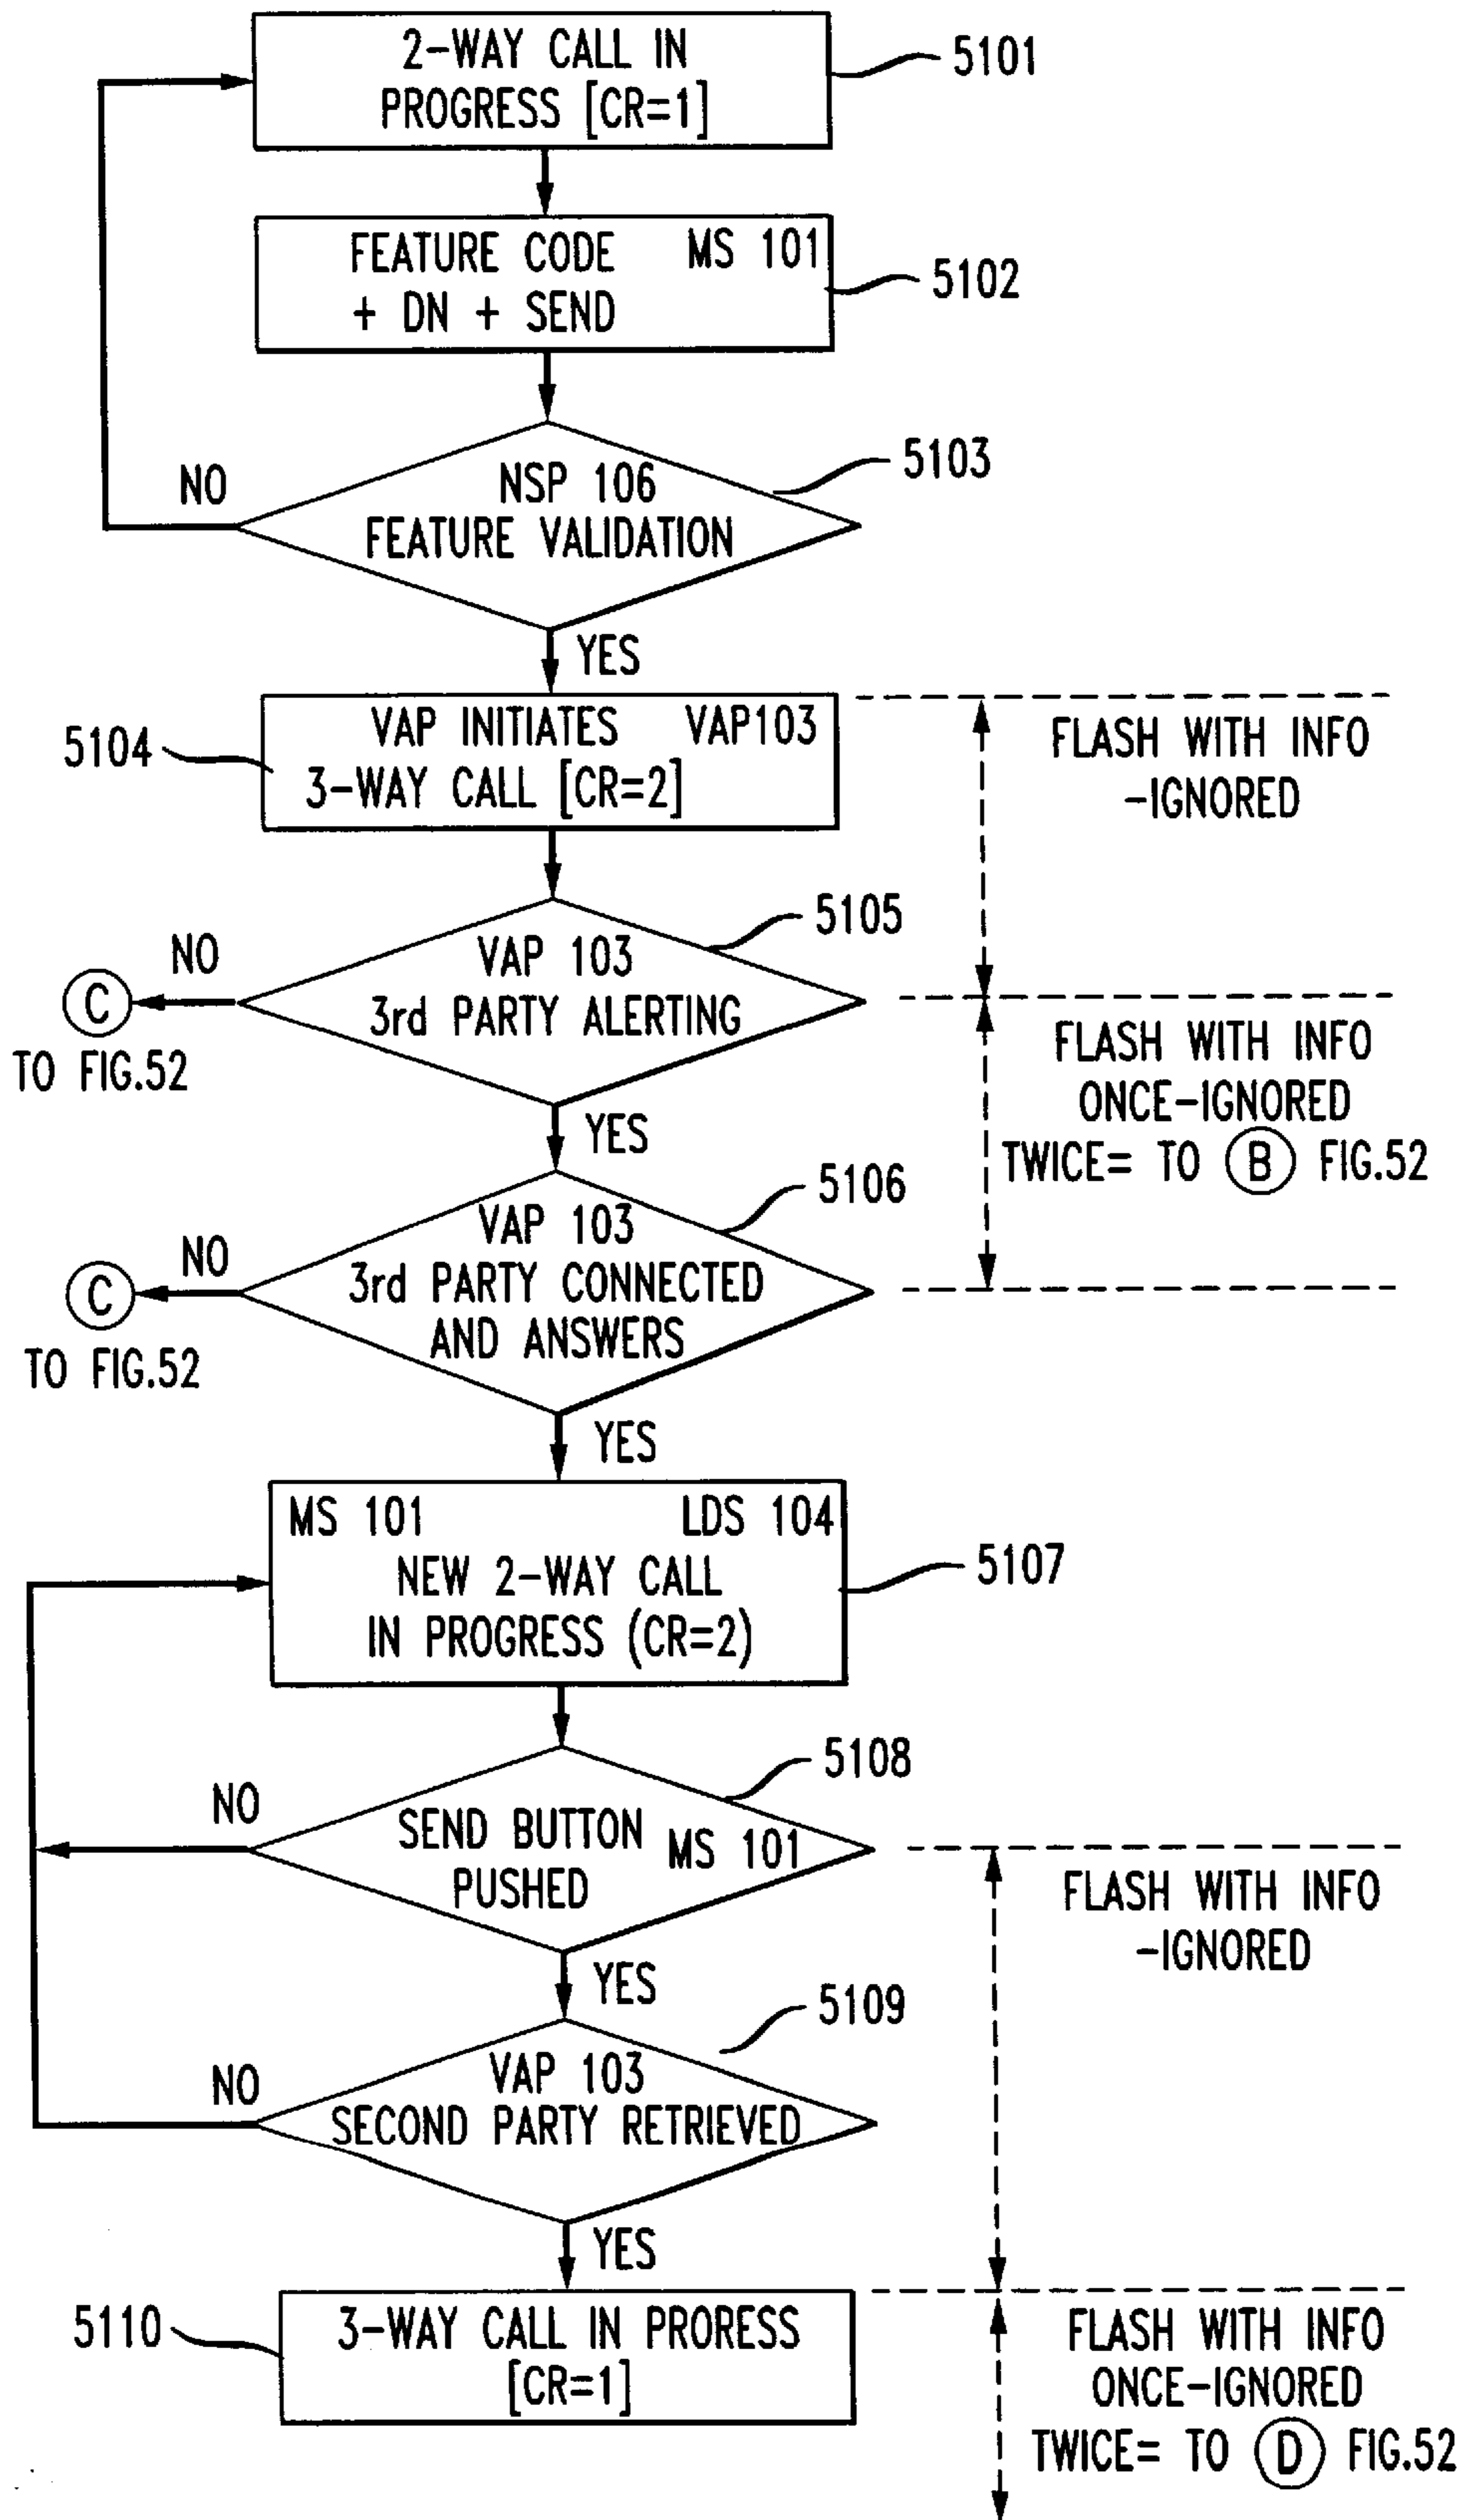 2-WAY CALL IN
PROGRESS [CR=1]
5101
FEATURE CODE MS 101
+ DN + SEND
5102
NSP 106
FEATURE VALIDATION
5103
NO
YES
VAP INITIATES VAP103
3-WAY CALL [CR=2]
5104
FLASH WITH INFO
-IGNORED
VAP 103
3rd PARTY ALERTING
5105
NO
C
TO FIG.52
YES
FLASH WITH INFO
ONCE-IGNORED
TWICE= TO B FIG.52
VAP 103
3rd PARTY CONNECTED
AND ANSWERS
5106
NO
C
TO FIG.52
YES
MS 101 LDS 104
NEW 2-WAY CALL
IN PROGRESS (CR=2)
5107
SEND BUTTON
PUSHED
MS 101
5108
NO
YES
FLASH WITH INFO
-IGNORED
VAP 103
SECOND PARTY RETRIEVED
5109
NO
YES
3-WAY CALL IN PRORESS
[CR=1]
5110
FLASH WITH INFO
ONCE-IGNORED
TWICE= TO D FIG.52